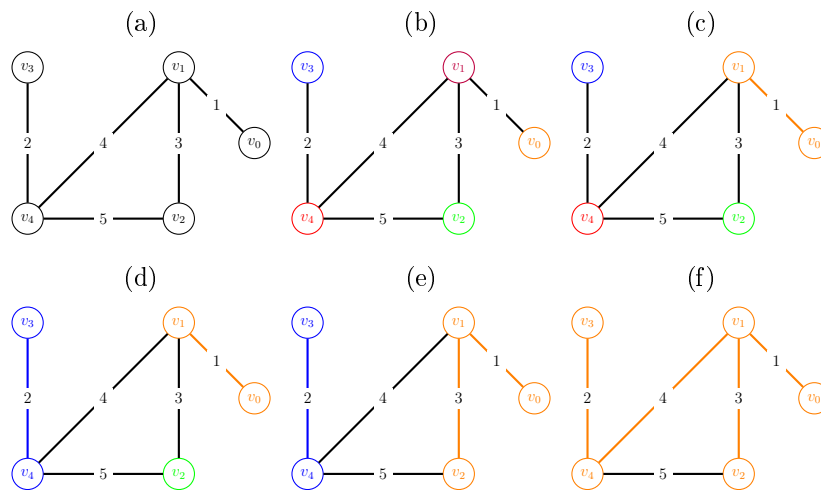 (a) (b) (c)
v3 v1 v3 v1 v3 v1
1 1 1
2 4 3 v0 2 4 3 v0 2 4 3 v0
v4 5 v2 v4 5 v2 v4 5 v2
(d) (e) (f)
v3 v1 v3 v1 v3 v1
1 1 1
2 4 3 v0 2 4 3 v0 2 4 3 v0
v4 5 v2 v4 5 v2 v4 5 v2